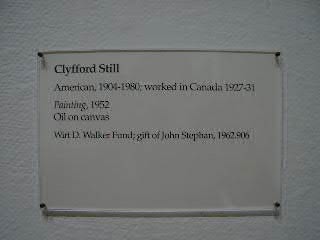 Clyfford Still
American, 1904-1980; worked in Canada 1927-31
Painting, 1952
Oil on canvas
Wirt D. Walker Fund; gift of John Stephan, 1962.906